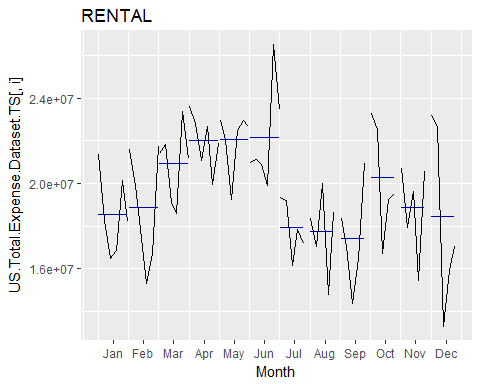 RENTAL
US.Total.Expense.Dataset.TS[, i]
2.4e+07
2.0e+07
1.6e+07
Jan Feb Mar Apr May Jun Jul Aug Sep Oct Nov Dec
Month